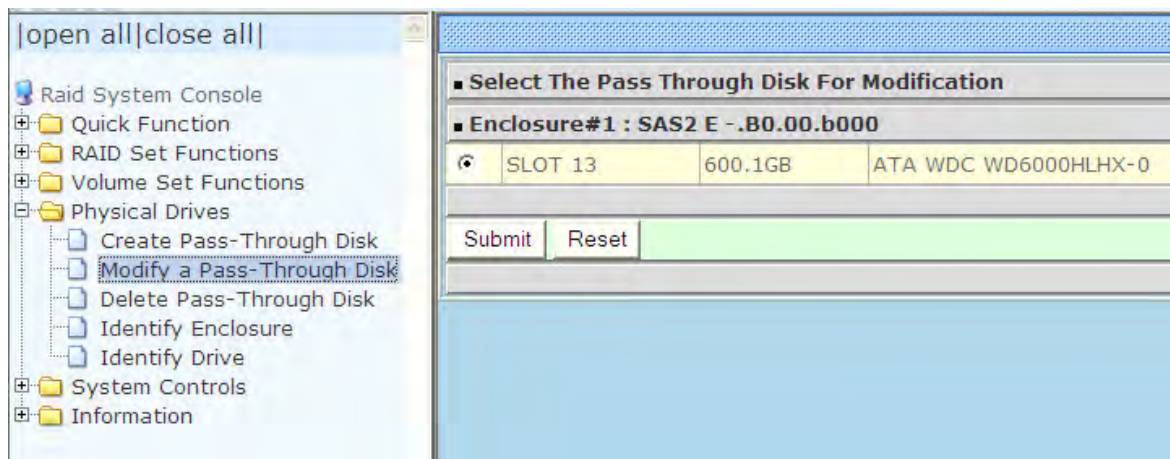 |open all|close all|
Raid System Console
Quick Function
RAID Set Functions
Volume Set Functions
Physical Drives
Create Pass-Through Disk
Modify a Pass-Through Disk
Delete Pass-Through Disk
Identify Enclosure
Identify Drive
System Controls
Information
Select The Pass Through Disk For Modification
Enclosure#1 : SAS2 E -.B0.00.b000
SLOT 13 600.1GB ATA WDC WD6000HLHX-0
Submit Reset